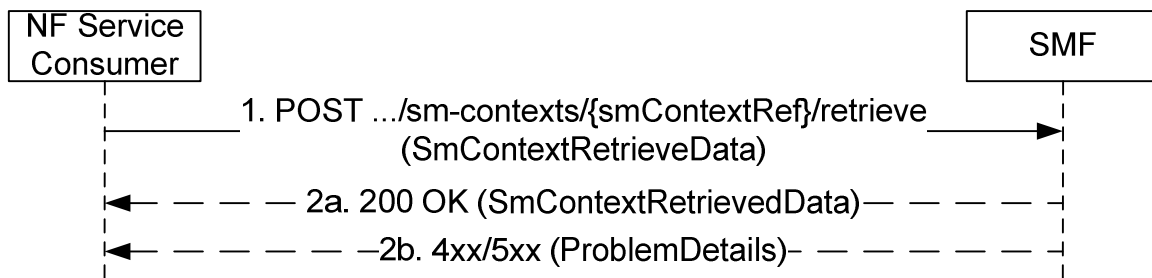 NF Service
Consumer
SMF
1. POST .../sm-contexts/{smContextRef}/retrieve
(SmContextRetrieveData)
2a. 200 OK (SmContextRetrievedData)
2b. 4xx/5xx (ProblemDetails)